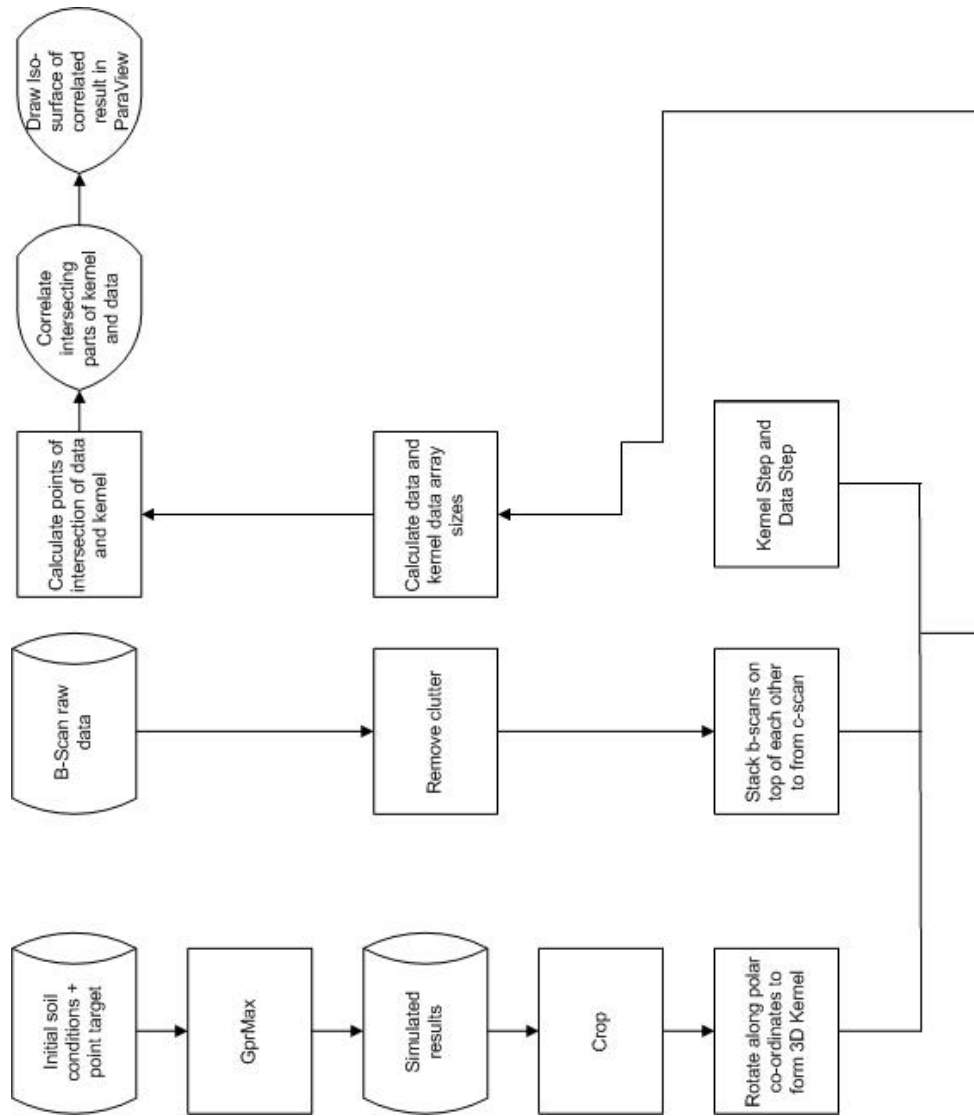 Initial soil
conditions +
point target
GprMax
Simulated
results
Crop
Rotate along polar
co-ordinates to
form 3D Kernel
B-Scan raw
data
Remove clutter
Stack b-scans on
top of each other
to from c-scan
Kernel Step and
Data Step
Calculate data and
kernel data array
sizes
Calculate points of
intersection of data
and kernel
Correlate
intersecting
parts of kernel
and data
Draw Iso-
surface of
correlated
result in
ParaView